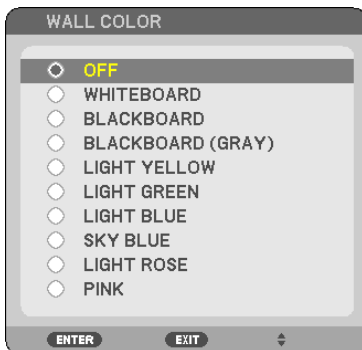 WALL COLOR
OFF
WHITEBOARD
BLACKBOARD
BLACKBOARD (GRAY)
LIGHT YELLOW
LIGHT GREEN
LIGHT BLUE
SKY BLUE
LIGHT ROSE
PINK
ENTER EXIT